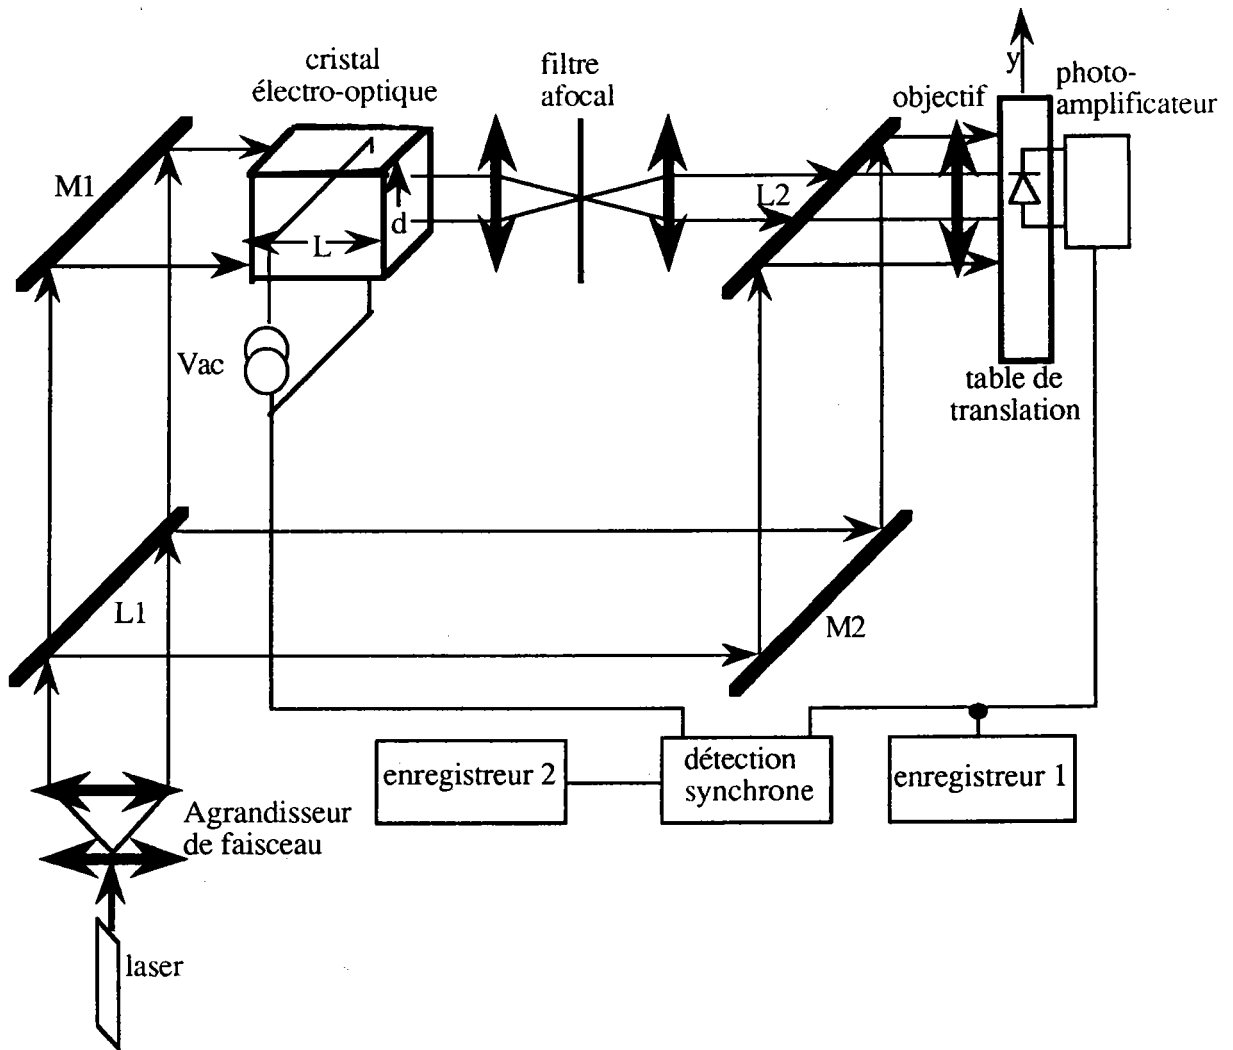 cristal
électro-optique
filtre
afocal
objectif
y
photo-
amplificateur
M1
L
d
L2
Vac
table de
translation
L1
M2
enregistreur 2
détection
synchrone
enregistreur 1
Agrandisseur
de faisceau
laser